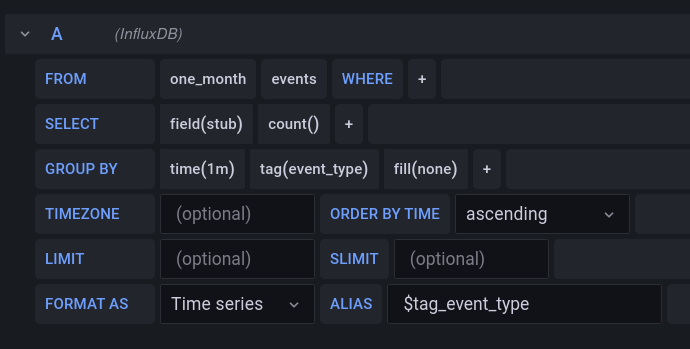 A (InfluxDB)
FROM one_month events WHERE +
SELECT field(stub) count() +
GROUP BY time(1m) tag(event_type) fill(none) +
TIMEZONE (optional) ORDER BY TIME ascending
LIMIT (optional) SLIMIT (optional)
FORMAT AS Time series ALIAS $tag_event_type